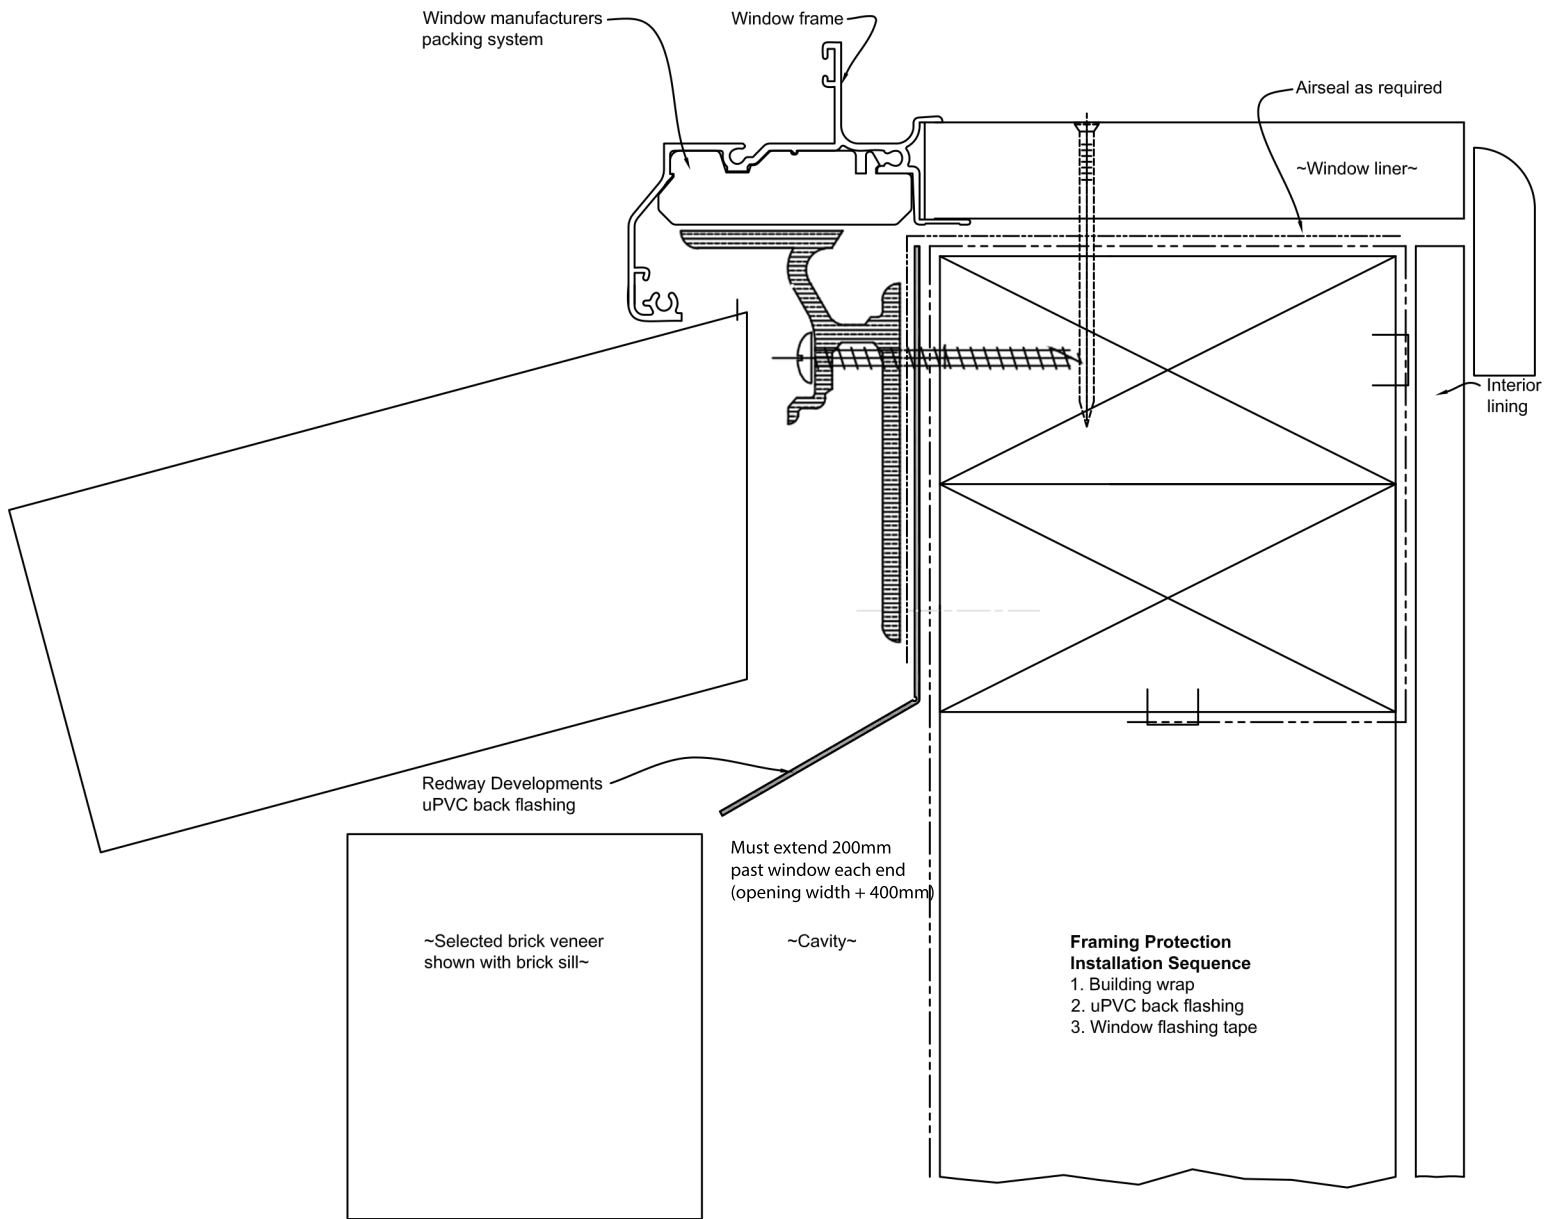 Window manufacturers
packing system
Window frame
Airseal as required
~Window liner~
Interior
lining
Redway Developments
uPVC back flashing
Must extend 200mm
past window each end
(opening width + 400mm)
~Selected brick veneer
shown with brick sill~
~Cavity~
Framing Protection
Installation Sequence
1. Building wrap
2. uPVC back flashing
3. Window flashing tape